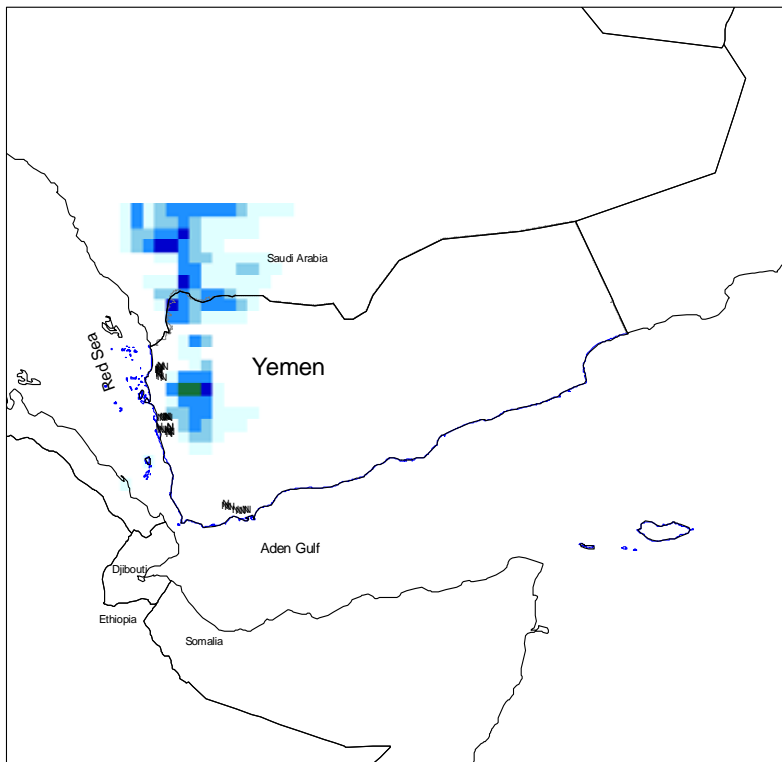 Saudi Arabia
Red Sea
Yemen
Aden Gulf
Djibouti
Ethiopia
Somalia